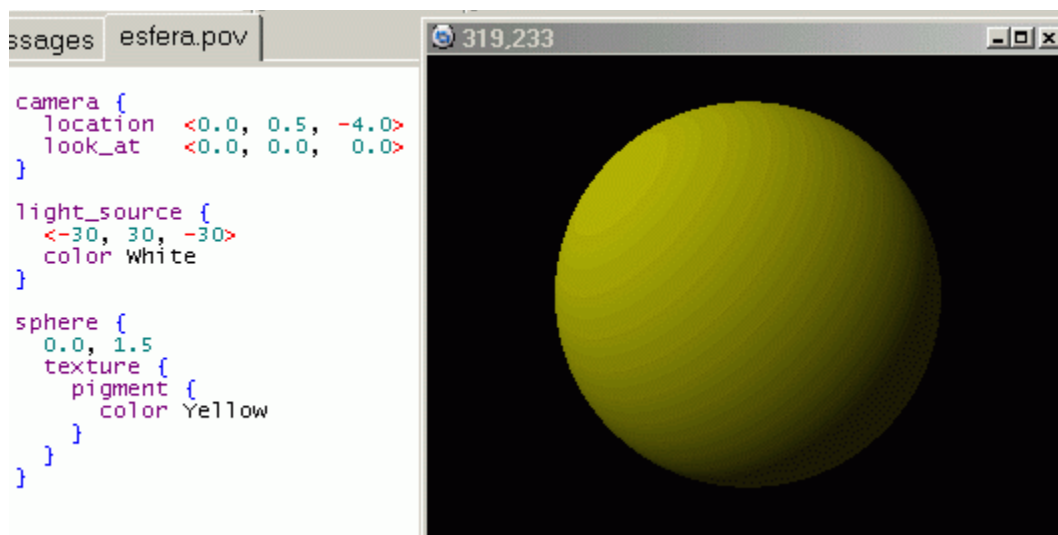 ssages esfera.pov
319,233
camera {
location <0.0, 0.5, -4.0>
look_at <0.0, 0.0, 0.0>
}
light_source {
<-30, 30, -30>
color White
}
sphere {
0.0, 1.5
texture {
pigment {
color Yellow
}
}
}